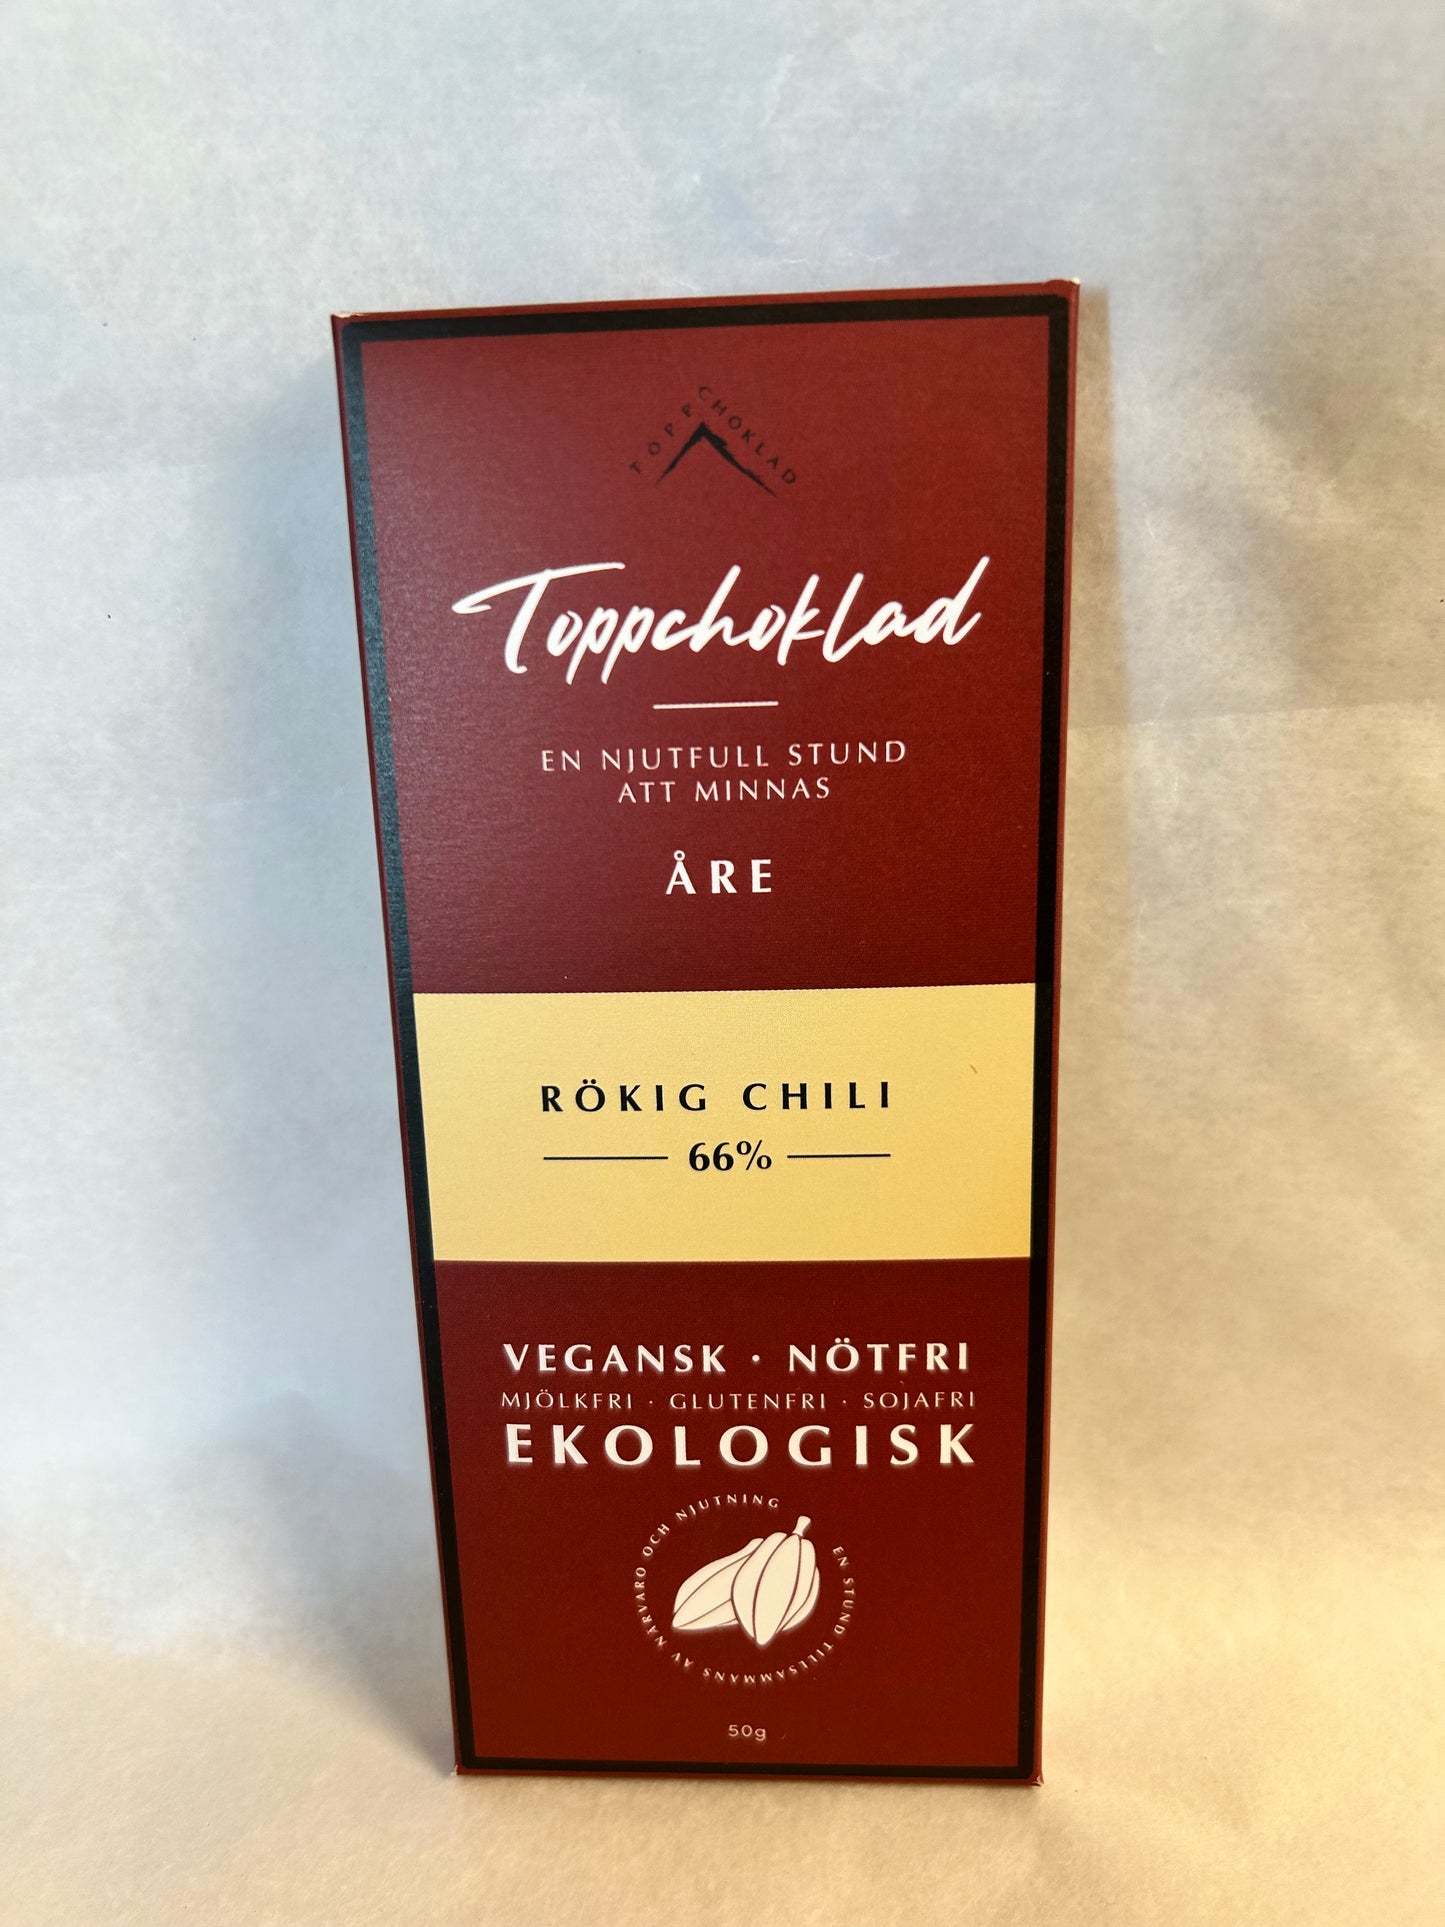 TOPPCHOKLAD
Toppchoklad
EN NJUTFULL STUND
ATT MINNAS
ÅRE
RÖKIG CHILI
66%
VEGANSK · NÖTFRI
MJÖLKFRI · GLUTENFRI · SOJAFRI
EKOLOGISK
EN STUND TILLSAMMANS AV NÄRVARO OCH NJUTNING
50g